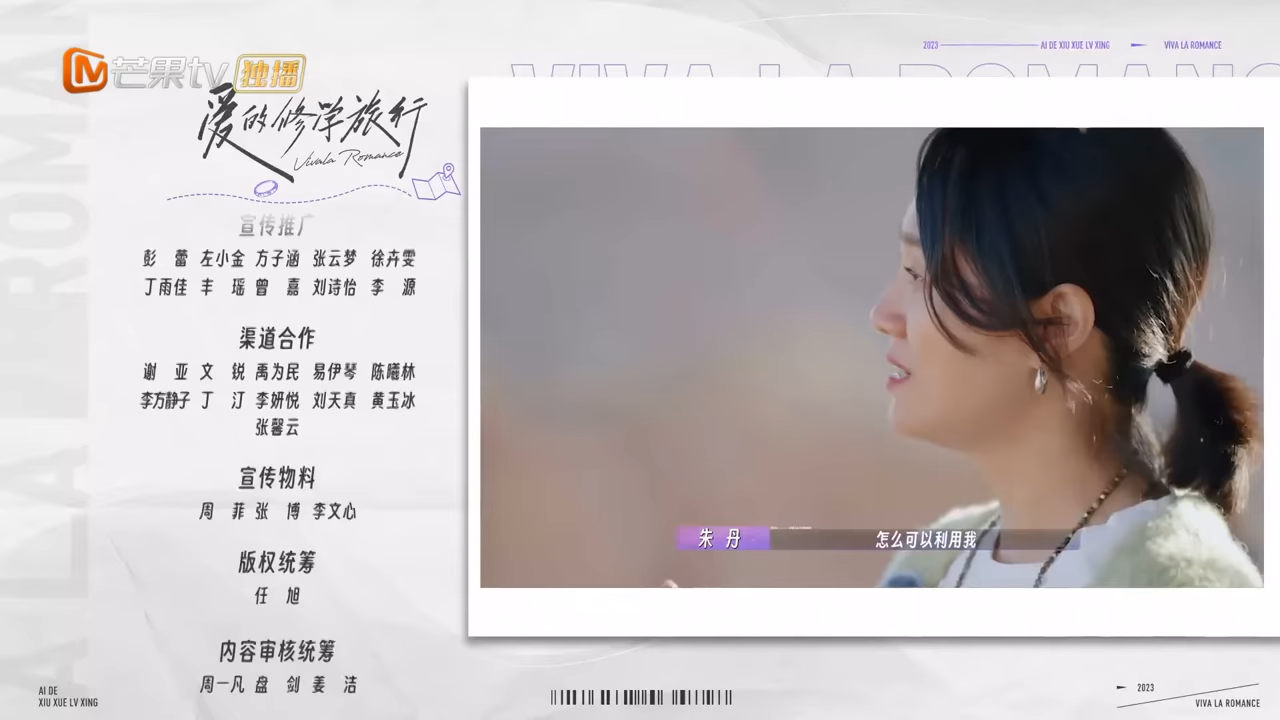 芒果tv 独播
爱的修学旅行
Vivala Romance
宣传推广
彭 蕾 左小金 方子涵 张云梦 徐卉雯
丁雨佳 丰 瑶 曾 嘉 刘诗怡 李 源
渠道合作
谢 亚 文 锐 禹为民 易伊琴 陈曦林
李方静子 丁 汀 李妍悦 刘天真 黄玉冰
张馨云
宣传物料
周 菲 张 博 李文心
版权统筹
任 旭
内容审核统筹
周一凡 盘 剑 姜 洁
AI DE
XIU XUE LV XING
2023 AI DE XIU XUE LV XING VIVA LA ROMANCE
VIVA LA ROMANC
朱 丹 怎么可以利用我
2023
VIVA LA ROMANCE
A LA ROMA